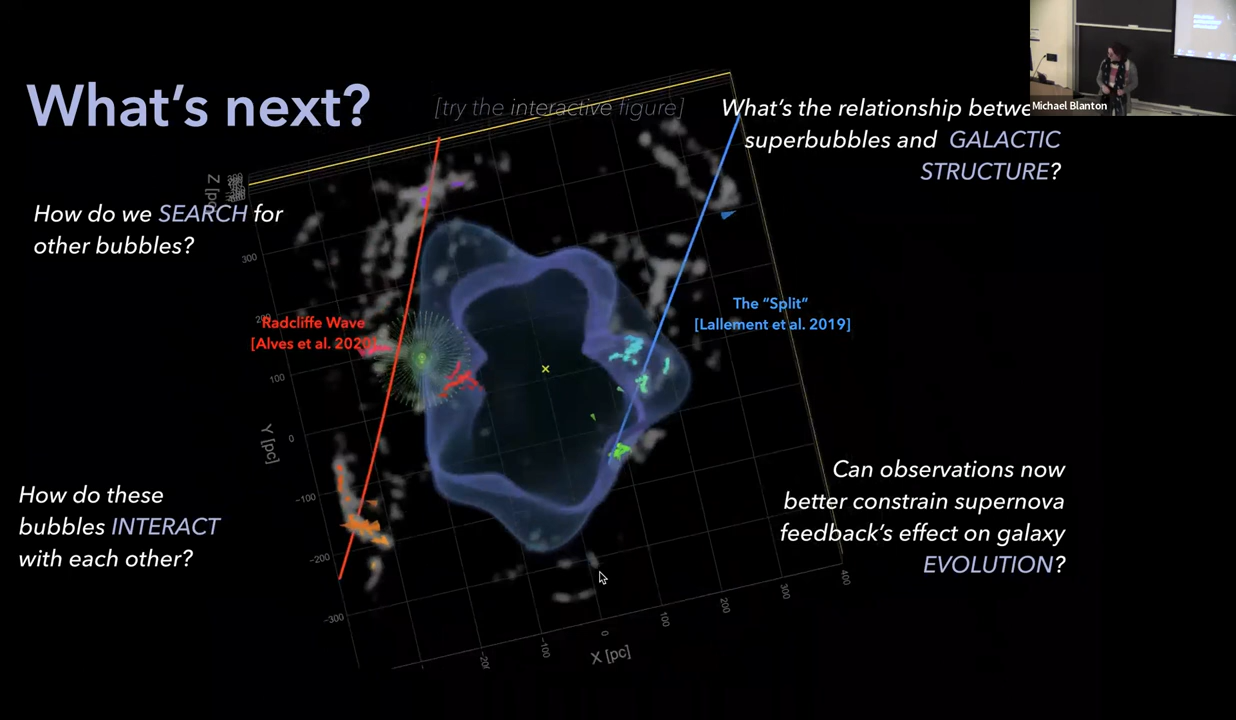 What's next?
[try the interactive figure]
What's the relationship betwe
superbubbles and GALACTIC
STRUCTURE?
Michael Blanton
How do we SEARCH for
other bubbles?
Radcliffe Wave
[Alves et al. 2020]
The "Split"
[Lallement et al. 2019]
How do these
bubbles INTERACT
with each other?
Can observations now
better constrain supernova
feedback's effect on galaxy
EVOLUTION?
Z [pc]
300
200
100
0
−100
−200
−300
Y [pc]
−200
−100
0
100
200
300
400
X [pc]